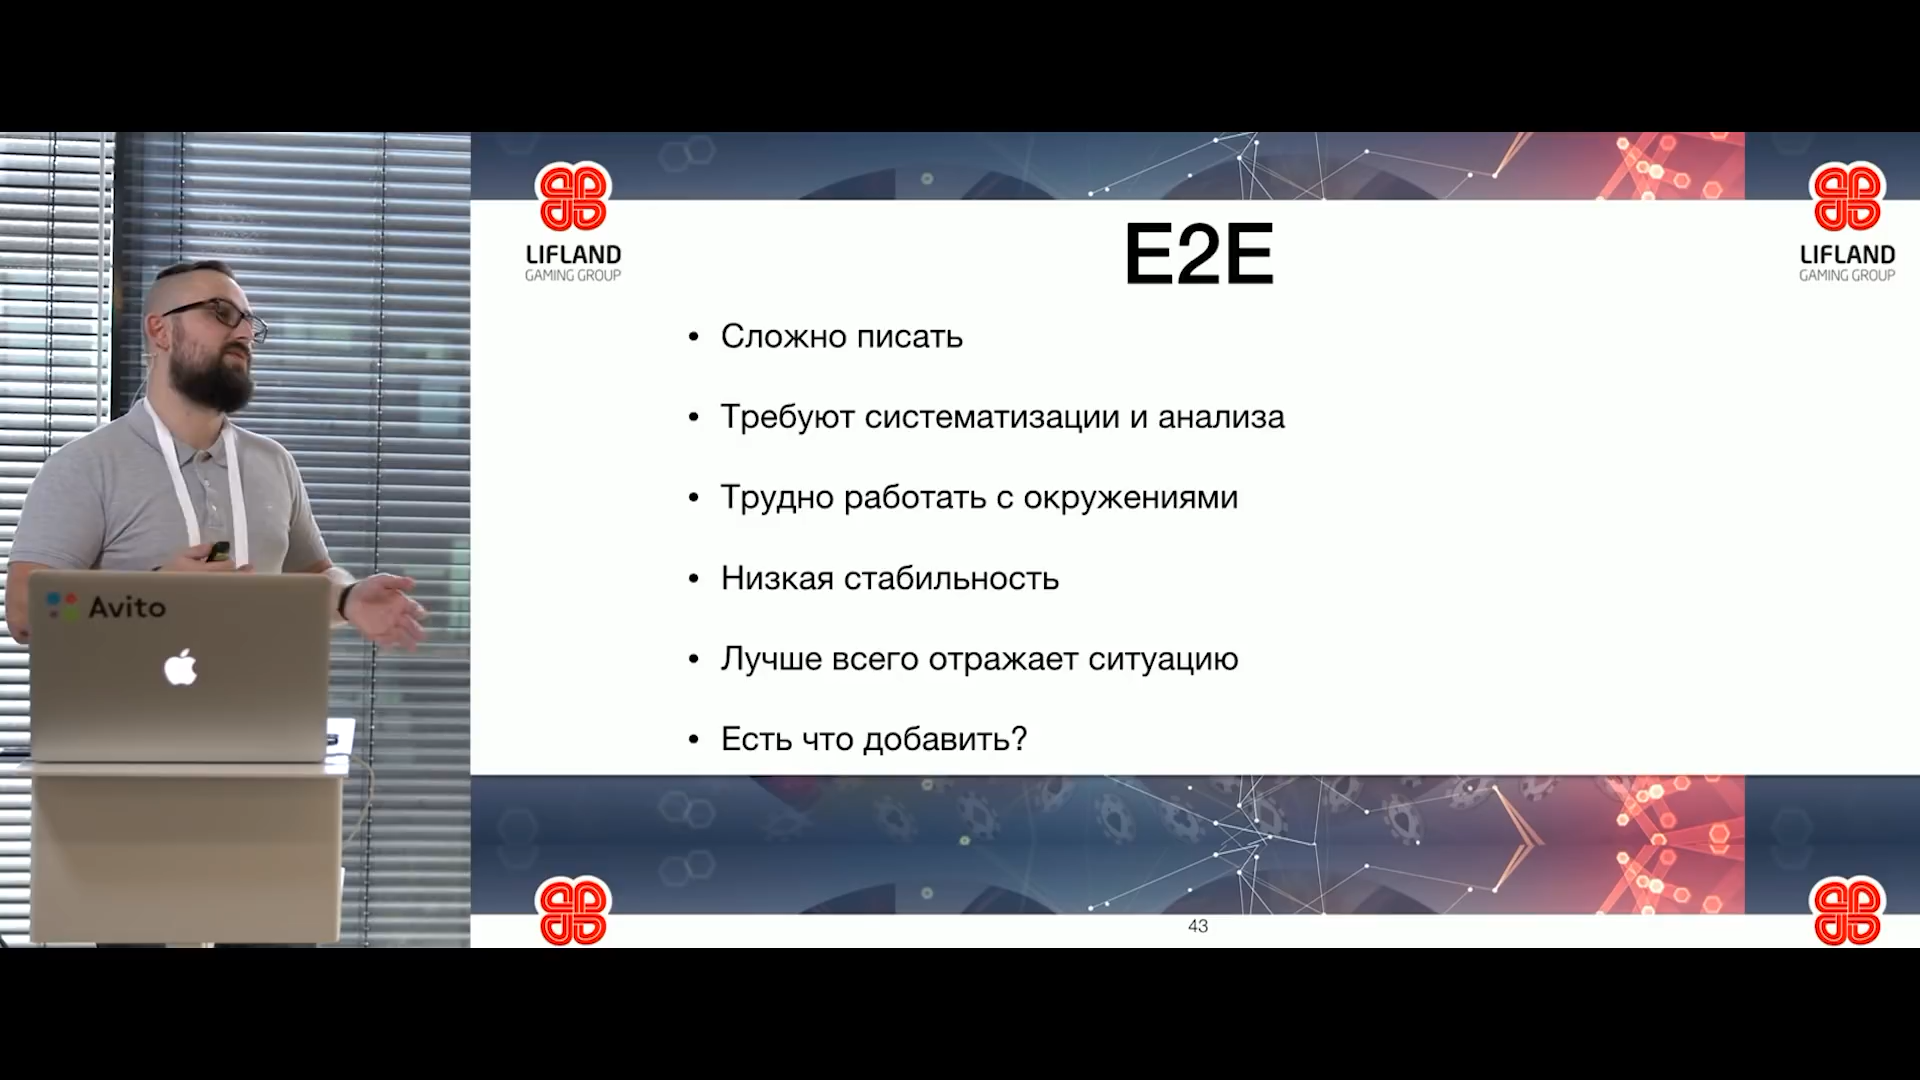 LIFLAND
GAMING GROUP
LIFLAND
GAMING GROUP
E2E
• Сложно писать
• Требуют систематизации и анализа
• Трудно работать с окружениями
• Низкая стабильность
• Лучше всего отражает ситуацию
• Есть что добавить?
Avito
43